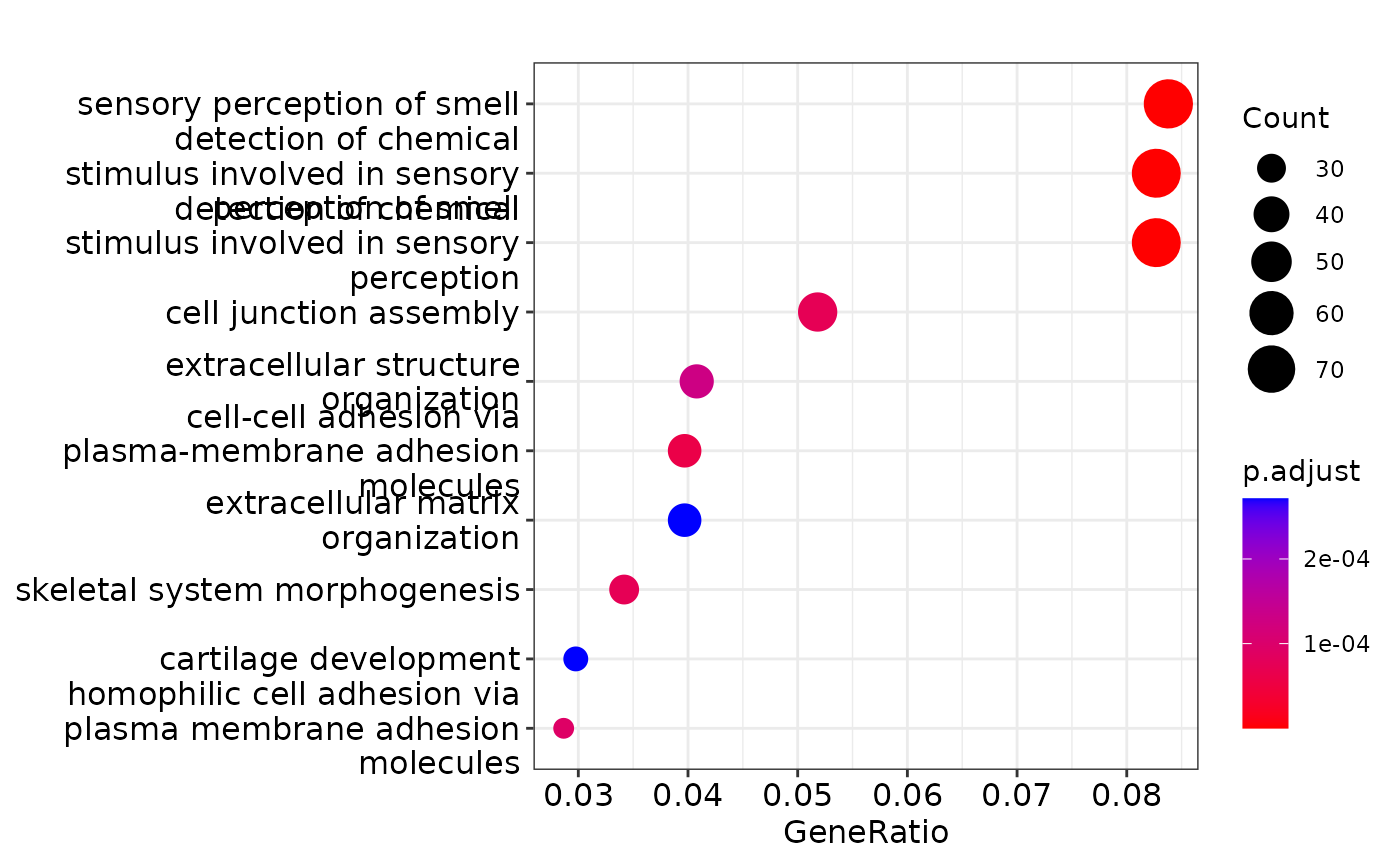 sensory perception of smell
detection of chemical
stimulus involved in sensory
perception of smell
detection of chemical
stimulus involved in sensory
perception
cell junction assembly
extracellular structure
organization
cell-cell adhesion via
plasma-membrane adhesion
molecules
extracellular matrix
organization
skeletal system morphogenesis
cartilage development
homophilic cell adhesion via
plasma membrane adhesion
molecules
0.03 0.04 0.05 0.06 0.07 0.08
GeneRatio
Count
30
40
50
60
70
p.adjust
2e-04
1e-04